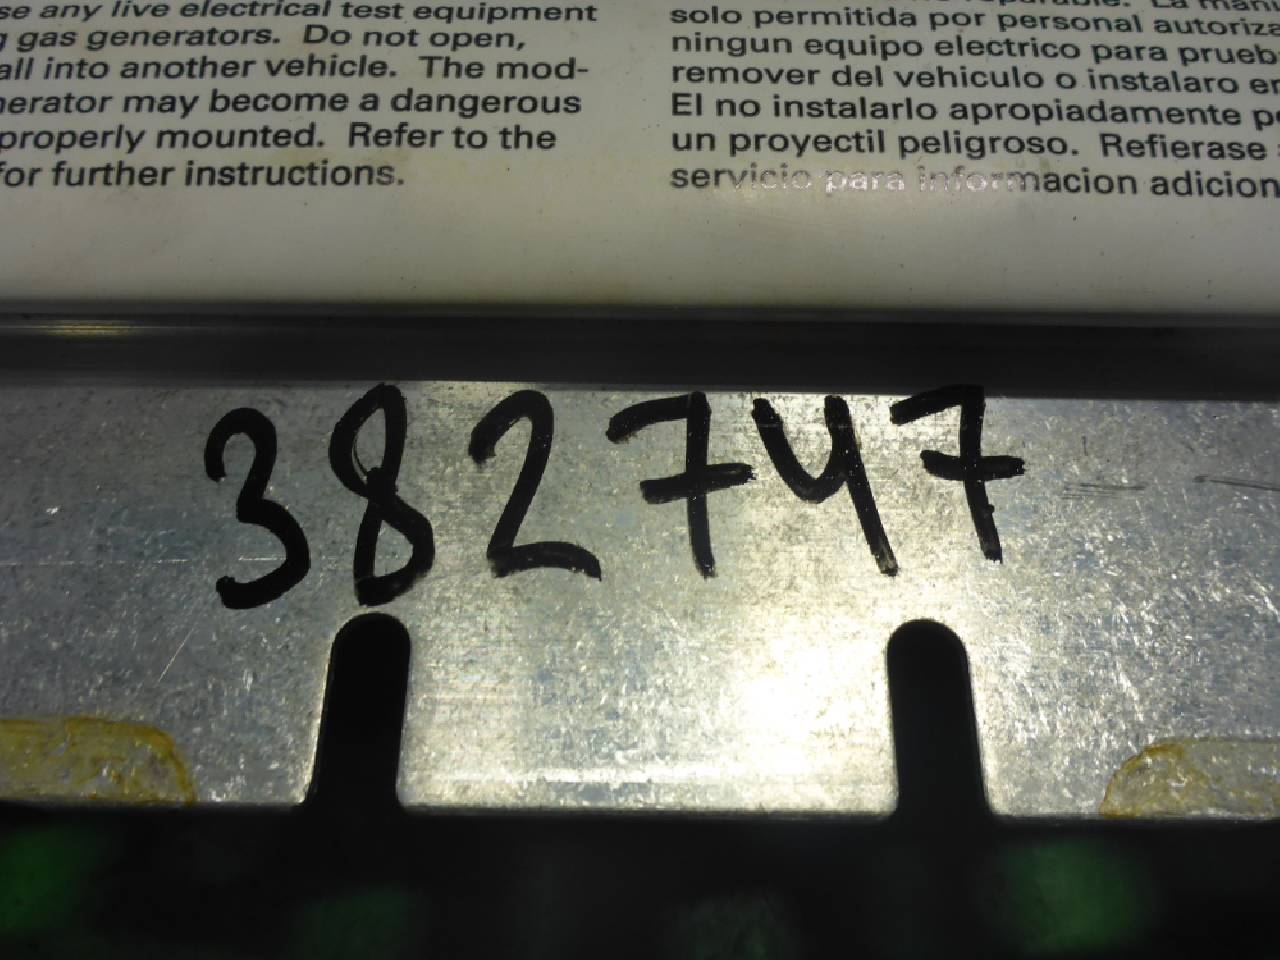 se any live electrical test equipment
g gas generators. Do not open,
all into another vehicle. The mod-
nerator may become a dangerous
properly mounted. Refer to the
for further instructions.
La
solo permitida por personal autoriza
ningun equipo electrico para prueb
remover del vehiculo o instalaro en
El no instalarlo apropiadamente p
un proyectil peligroso. Refierase
servicio para informacion adicion
382747